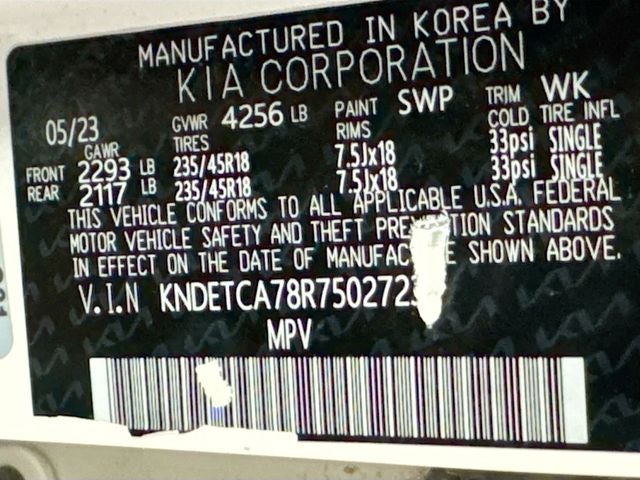 MANUFACTURED IN KOREA BY
KIA CORPORATION
05/23 GVWR 4256 LB PAINT SWP TRIM WK
GAWR TIRES RIMS COLD TIRE INFL
FRONT 2293 LB 235/45R18 7.5Jx18 33psi SINGLE
REAR 2117 LB 235/45R18 7.5Jx18 33psi SINGLE
THIS VEHICLE CONFORMS TO ALL APPLICABLE U.S.A. FEDERAL
MOTOR VEHICLE SAFETY AND THEFT STANDARDS
IN EFFECT ON THE DATE OF SHOWN ABOVE.
V.I.N KNDETCA78R7502723
MPV